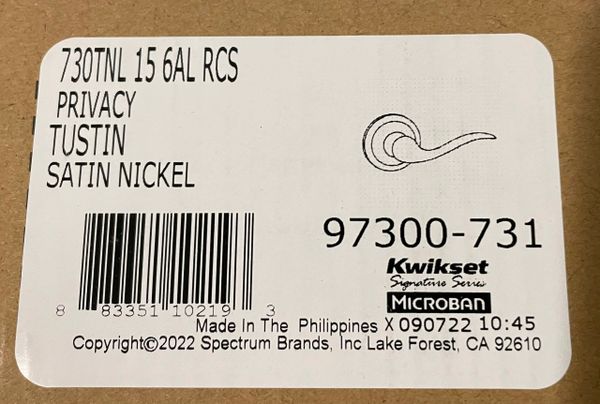 730TNL 15 6AL RCS
PRIVACY
TUSTIN
SATIN NICKEL
97300-731
Kwikset
Signature Series
MICROBAN
8 83351 10219 3
Made In The Philippines X 090722 10:45
Copyright©2022 Spectrum Brands, Inc Lake Forest, CA 92610